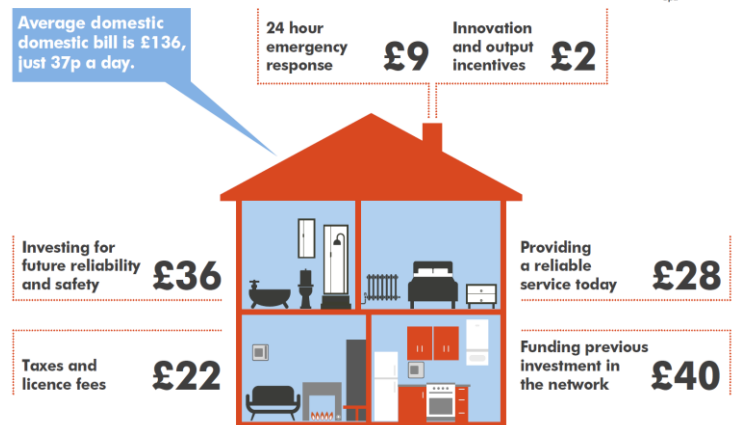 Average domestic
domestic bill is £136,
just 37p a day.
24 hour
emergency
response
£9
Innovation
and output
incentives
£2
Investing for
future reliability
and safety
£36
Providing
a reliable
service today
£28
Taxes and
licence fees
£22
Funding previous
investment in
the network
£40